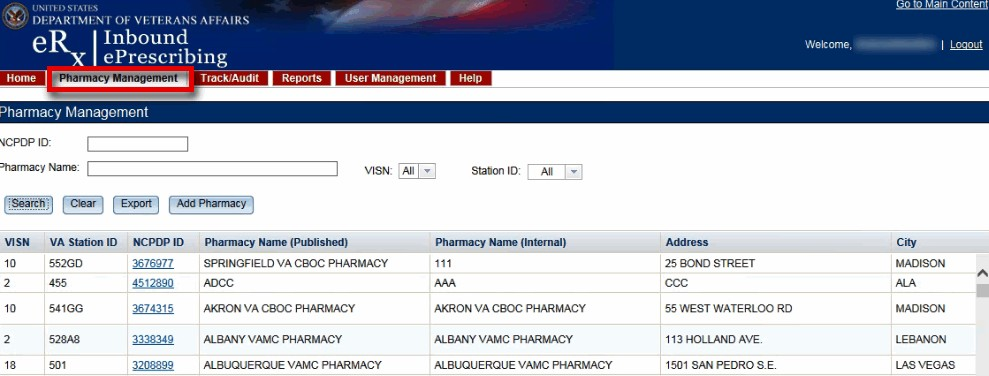 Go to Main Content
UNITED STATES
DEPARTMENT OF VETERANS AFFAIRS
eRx Inbound ePrescribing
Welcome, | Logout
Home Pharmacy Management Track/Audit Reports User Management Help
Pharmacy Management
NCPDP ID:
Pharmacy Name: VISN: All Station ID: All
Search Clear Export Add Pharmacy
VISN VA Station ID NCPDP ID Pharmacy Name (Published) Pharmacy Name (Internal) Address City
10 552GD 3676977 SPRINGFIELD VA CBOC PHARMACY 111 25 BOND STREET MADISON
2 455 4512890 ADCC AAA CCC ALA
10 541GG 3674315 AKRON VA CBOC PHARMACY AKRON VA CBOC PHARMACY 55 WEST WATERLOO RD MADISON
2 528A8 3338349 ALBANY VAMC PHARMACY ALBANY VAMC PHARMACY 113 HOLLAND AVE. LEBANON
18 501 3208899 ALBUQUERQUE VAMC PHARMACY ALBUQUERQUE VAMC PHARMACY 1501 SAN PEDRO S.E. LAS VEGAS